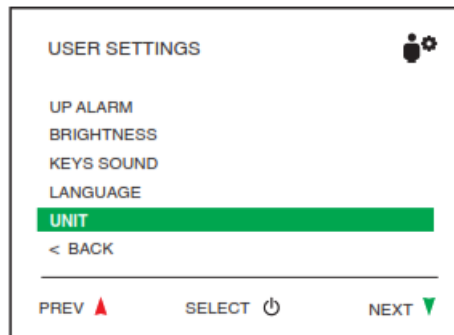 USER SETTINGS
UP ALARM
BRIGHTNESS
KEYS SOUND
LANGUAGE
UNIT
< BACK
PREV SELECT NEXT